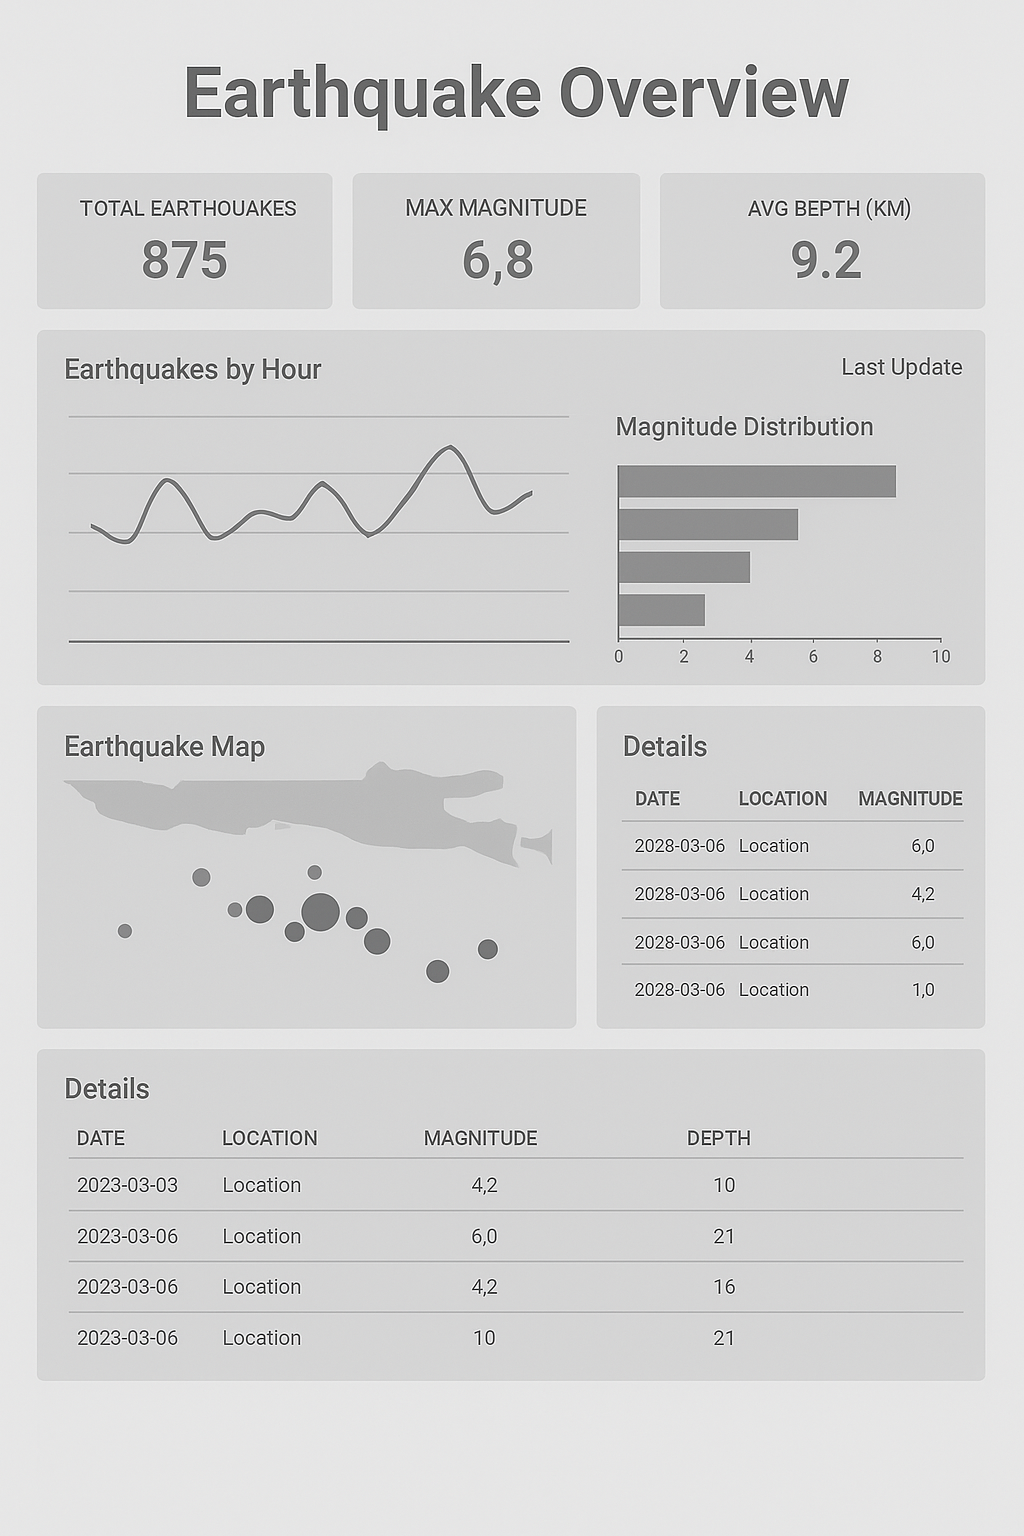 Earthquake Overview
TOTAL EARTHOUAKES
875
MAX MAGNITUDE
6,8
AVG BEPTH (KM)
9.2
Earthquakes by Hour
Last Update
Magnitude Distribution
0 2 4 6 8 10
Earthquake Map
Details
DATE LOCATION MAGNITUDE
2028-03-06 Location 6,0
2028-03-06 Location 4,2
2028-03-06 Location 6,0
2028-03-06 Location 1,0
Details
DATE LOCATION MAGNITUDE DEPTH
2023-03-03 Location 4,2 10
2023-03-06 Location 6,0 21
2023-03-06 Location 4,2 16
2023-03-06 Location 10 21